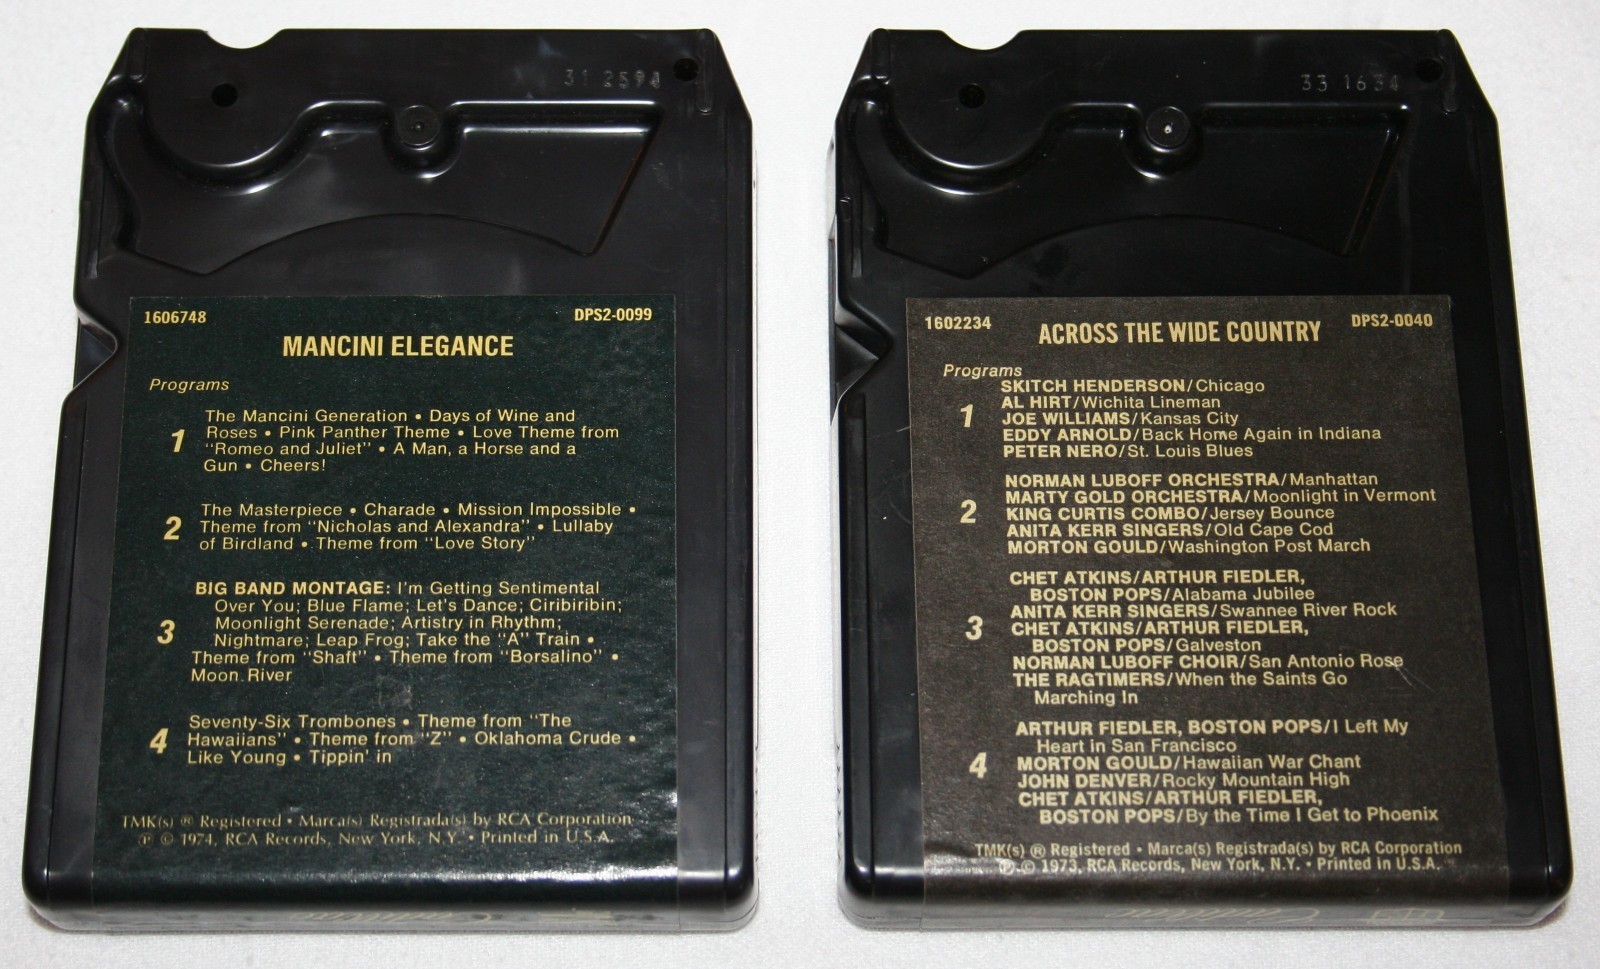 31 2594
1606748
DPS2-0099
MANCINI ELEGANCE
Programs
1
The Mancini Generation • Days of Wine and
Roses • Pink Panther Theme • Love Theme from
"Romeo and Juliet" • A Man, a Horse and a
Gun • Cheers!
2
The Masterpiece • Charade • Mission Impossible •
Theme from "Nicholas and Alexandra" • Lullaby
of Birdland • Theme from "Love Story"
3
BIG BAND MONTAGE: I'm Getting Sentimental
Over You; Blue Flame; Let's Dance; Ciribiribin;
Moonlight Serenade; Artistry in Rhythm;
Nightmare; Leap Frog; Take the "A" Train •
Theme from "Shaft" • Theme from "Borsalino" •
Moon River
4
Seventy-Six Trombones • Theme from "The
Hawaiians" • Theme from "Z" • Oklahoma Crude •
Like Young • Tippin' in
TMK(s) ® Registered • Marca(s) Registrada(s) by RCA Corporation
℗ © 1974, RCA Records, New York, N.Y. • Printed in U.S.A.
Cadillac
33 1634
1602234
DPS2-0040
ACROSS THE WIDE COUNTRY
Programs
1
SKITCH HENDERSON/Chicago
AL HIRT/Wichita Lineman
JOE WILLIAMS/Kansas City
EDDY ARNOLD/Back Home Again in Indiana
PETER NERO/St. Louis Blues
2
NORMAN LUBOFF ORCHESTRA/Manhattan
MARTY GOLD ORCHESTRA/Moonlight in Vermont
KING CURTIS COMBO/Jersey Bounce
ANITA KERR SINGERS/Old Cape Cod
MORTON GOULD/Washington Post March
3
CHET ATKINS/ARTHUR FIEDLER,
BOSTON POPS/Alabama Jubilee
ANITA KERR SINGERS/Swannee River Rock
CHET ATKINS/ARTHUR FIEDLER,
BOSTON POPS/Galveston
NORMAN LUBOFF CHOIR/San Antonio Rose
THE RAGTIMERS/When the Saints Go
Marching In
4
ARTHUR FIEDLER, BOSTON POPS/I Left My
Heart in San Francisco
MORTON GOULD/Hawaiian War Chant
JOHN DENVER/Rocky Mountain High
CHET ATKINS/ARTHUR FIEDLER,
BOSTON POPS/By the Time I Get to Phoenix
TMK(s) ® Registered • Marca(s) Registrada(s) by RCA Corporation
℗ © 1973, RCA Records, New York, N.Y. • Printed in U.S.A.
Cadillac